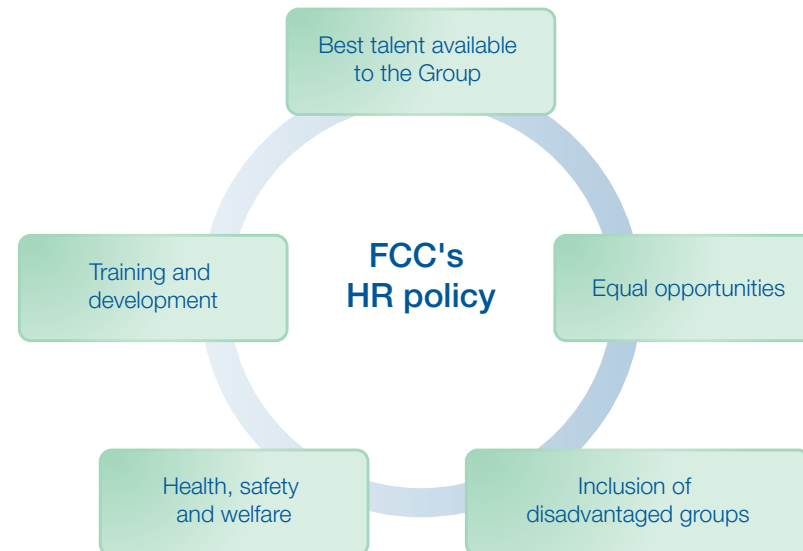 Best talent available
to the Group
FCC's
HR policy
Training and
development
Equal opportunities
Health, safety
and welfare
Inclusion of
disadvantaged groups